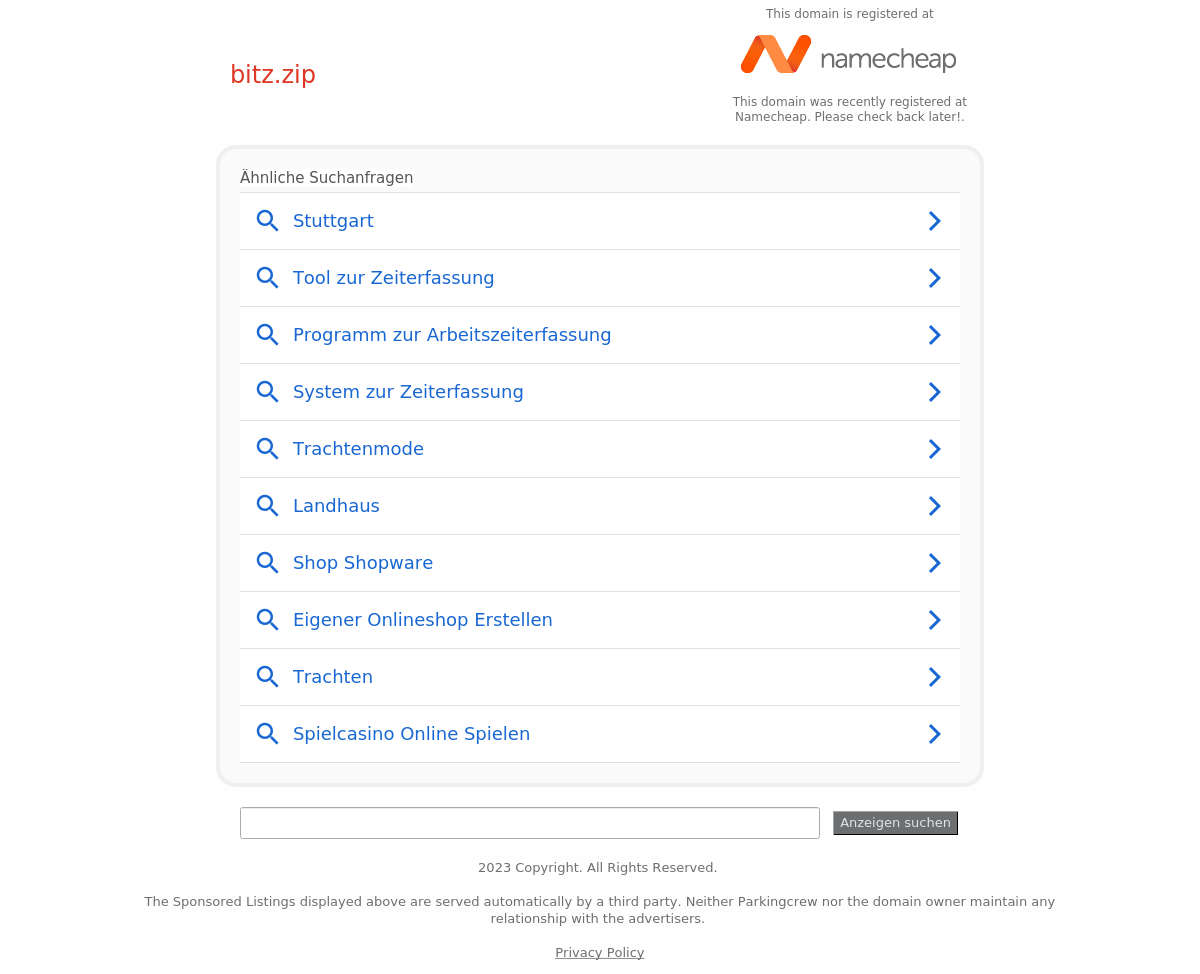 This domain is registered at
namecheap
bitz.zip
This domain was recently registered at
Namecheap. Please check back later!.
Ähnliche Suchanfragen
Stuttgart
Tool zur Zeiterfassung
Programm zur Arbeitszeiterfassung
System zur Zeiterfassung
Trachtenmode
Landhaus
Shop Shopware
Eigener Onlineshop Erstellen
Trachten
Spielcasino Online Spielen
Anzeigen suchen
2023 Copyright. All Rights Reserved.
The Sponsored Listings displayed above are served automatically by a third party. Neither Parkingcrew nor the domain owner maintain any
relationship with the advertisers.
Privacy Policy